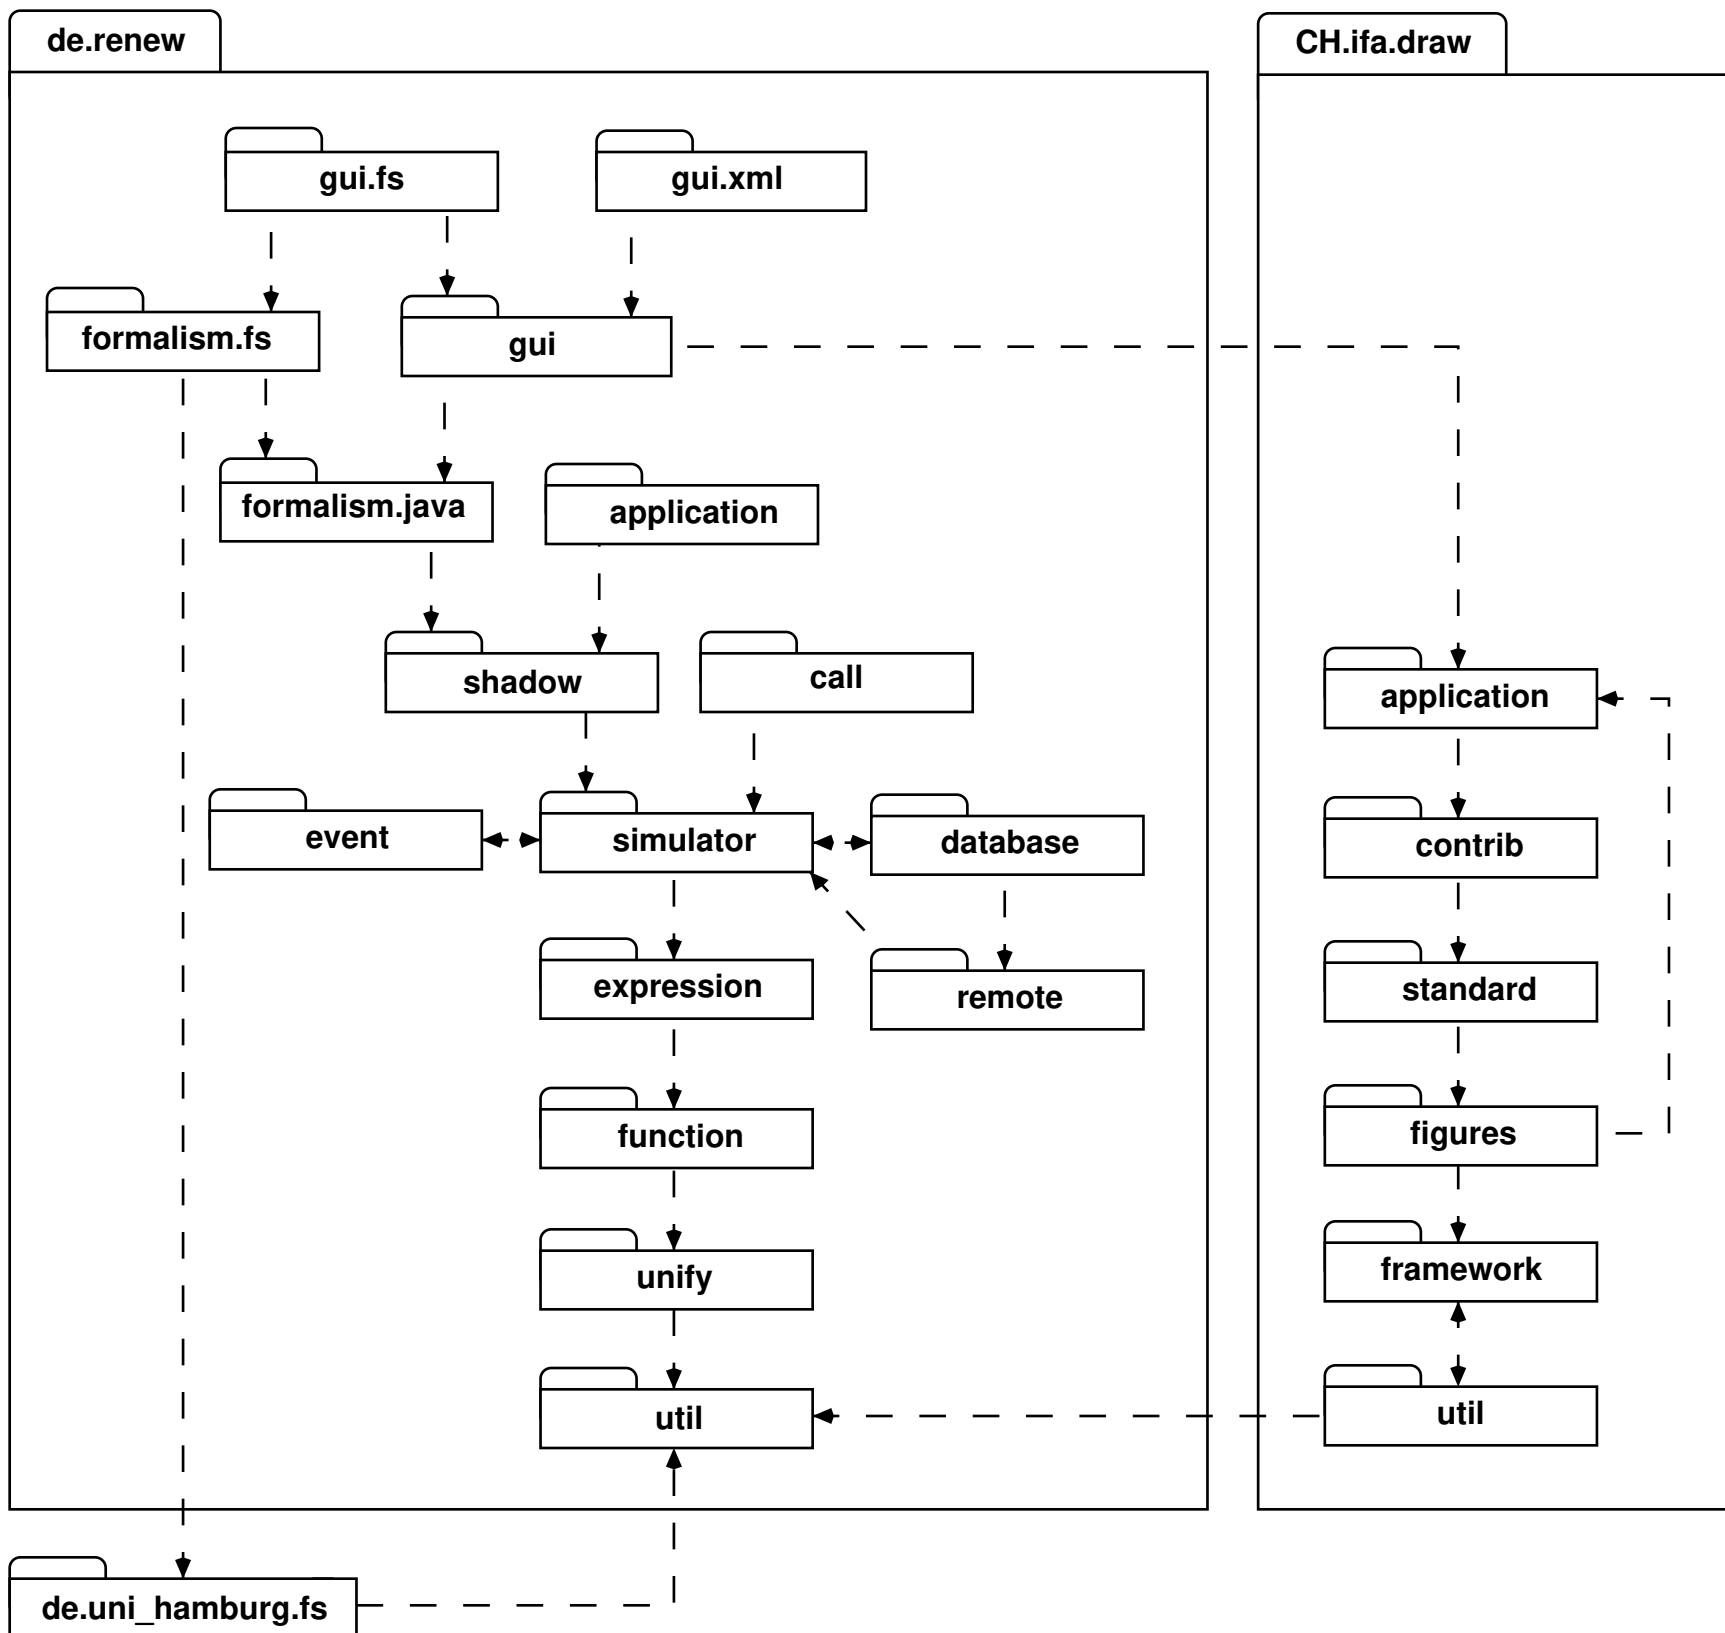 de.renew
CH.ifa.draw
gui.fs
gui.xml
formalism.fs
gui
formalism.java
application
shadow
call
application
event
simulator
database
contrib
expression
remote
standard
function
figures
unify
framework
util
util
de.uni_hamburg.fs